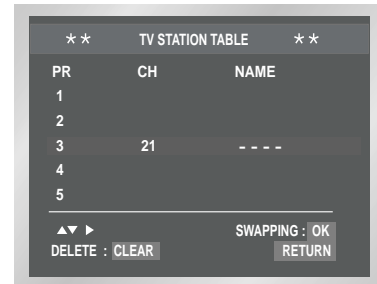 ** TV STATION TABLE **
PR CH NAME
1
2
3 21 - - - -
4
5
▲▼ ▶ SWAPPING : OK
DELETE : CLEAR RETURN